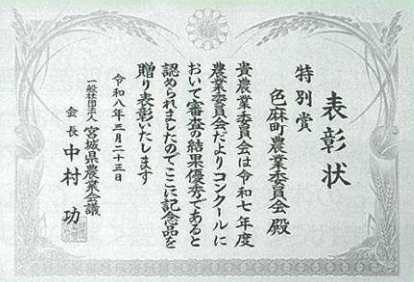 表彰状
特別賞
色麻町農業委員会殿
貴農業委員会は令和七年度
農業委員会だよりコンクールに
おいて審査の結果優秀であると
認められましたのでここに記念品を
贈り表彰いたします
令和八年三月二十三日
一般社団法人 宮城県農業会議
会長 中村 功